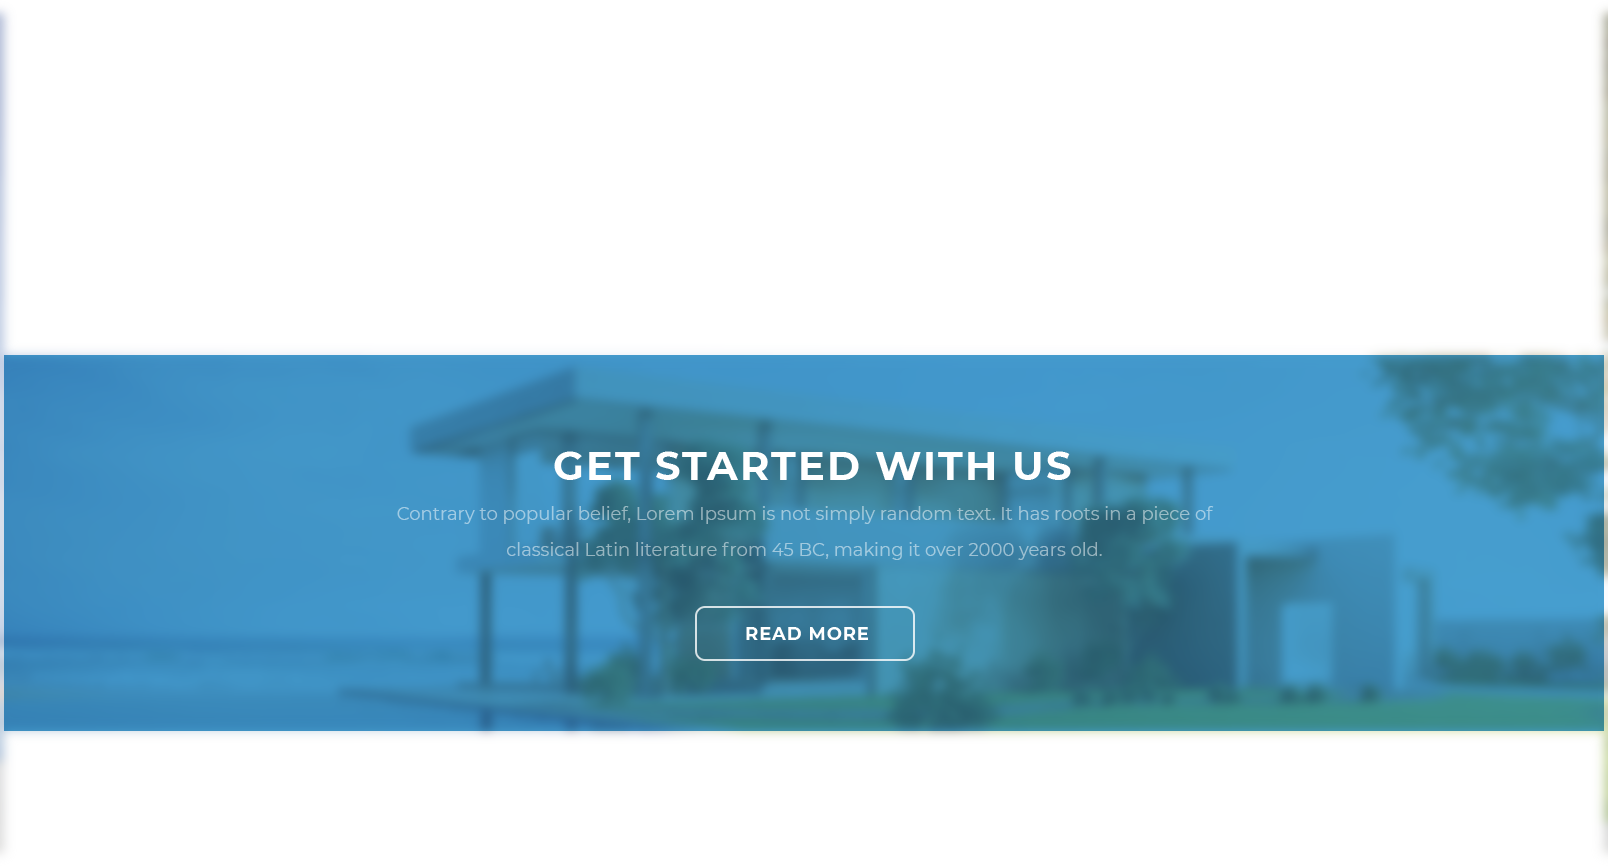 GET STARTED WITH US
Contrary to popular belief, Lorem Ipsum is not simply random text. It has roots in a piece of
classical Latin literature from 45 BC, making it over 2000 years old.
READ MORE